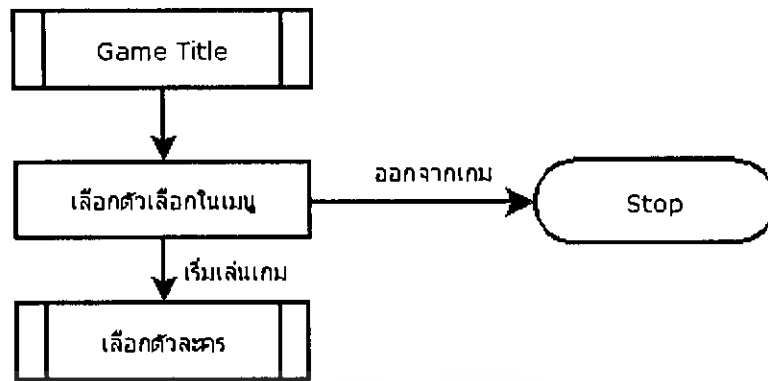 Game Title
ออกจากเกม
เลือกตัวเลือกในเมนู
Stop
เริ่มเล่นเกม
เลือกตัวละคร